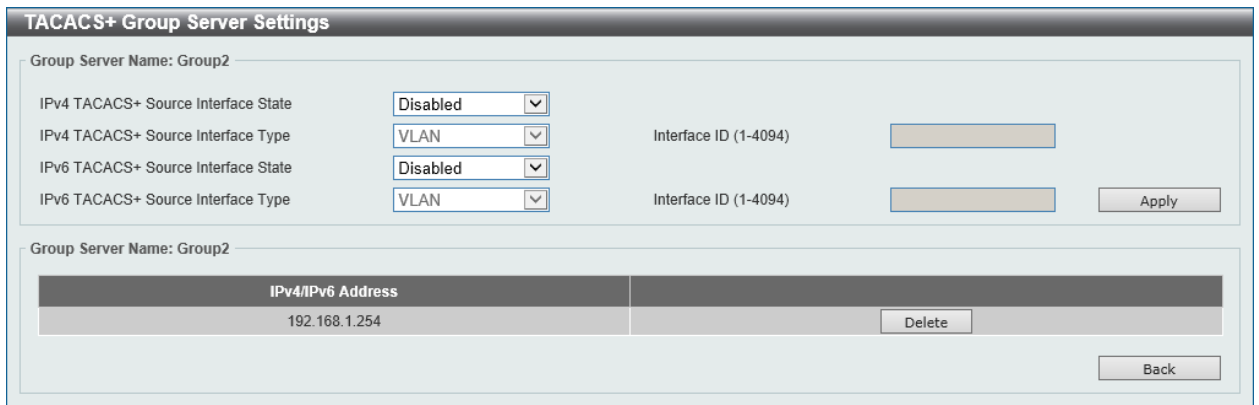 TACACS+ Group Server Settings
Group Server Name: Group2
IPv4 TACACS+ Source Interface State Disabled
IPv4 TACACS+ Source Interface Type VLAN Interface ID (1-4094)
IPv6 TACACS+ Source Interface State Disabled
IPv6 TACACS+ Source Interface Type VLAN Interface ID (1-4094) Apply
Group Server Name: Group2
IPv4/IPv6 Address
192.168.1.254 Delete
Back